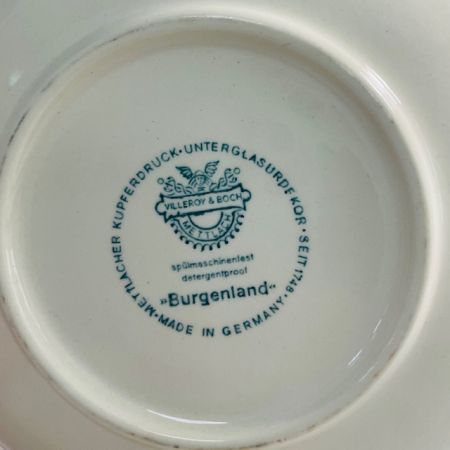 METTLACHER KUPFERDRUCK·UNTERGLASURDEKOR·SEIT 1748·MADE IN GERMANY·
VILLEROY & BOCH
METTLACH
spülmaschinenfest
detergentproof
»Burgenland«